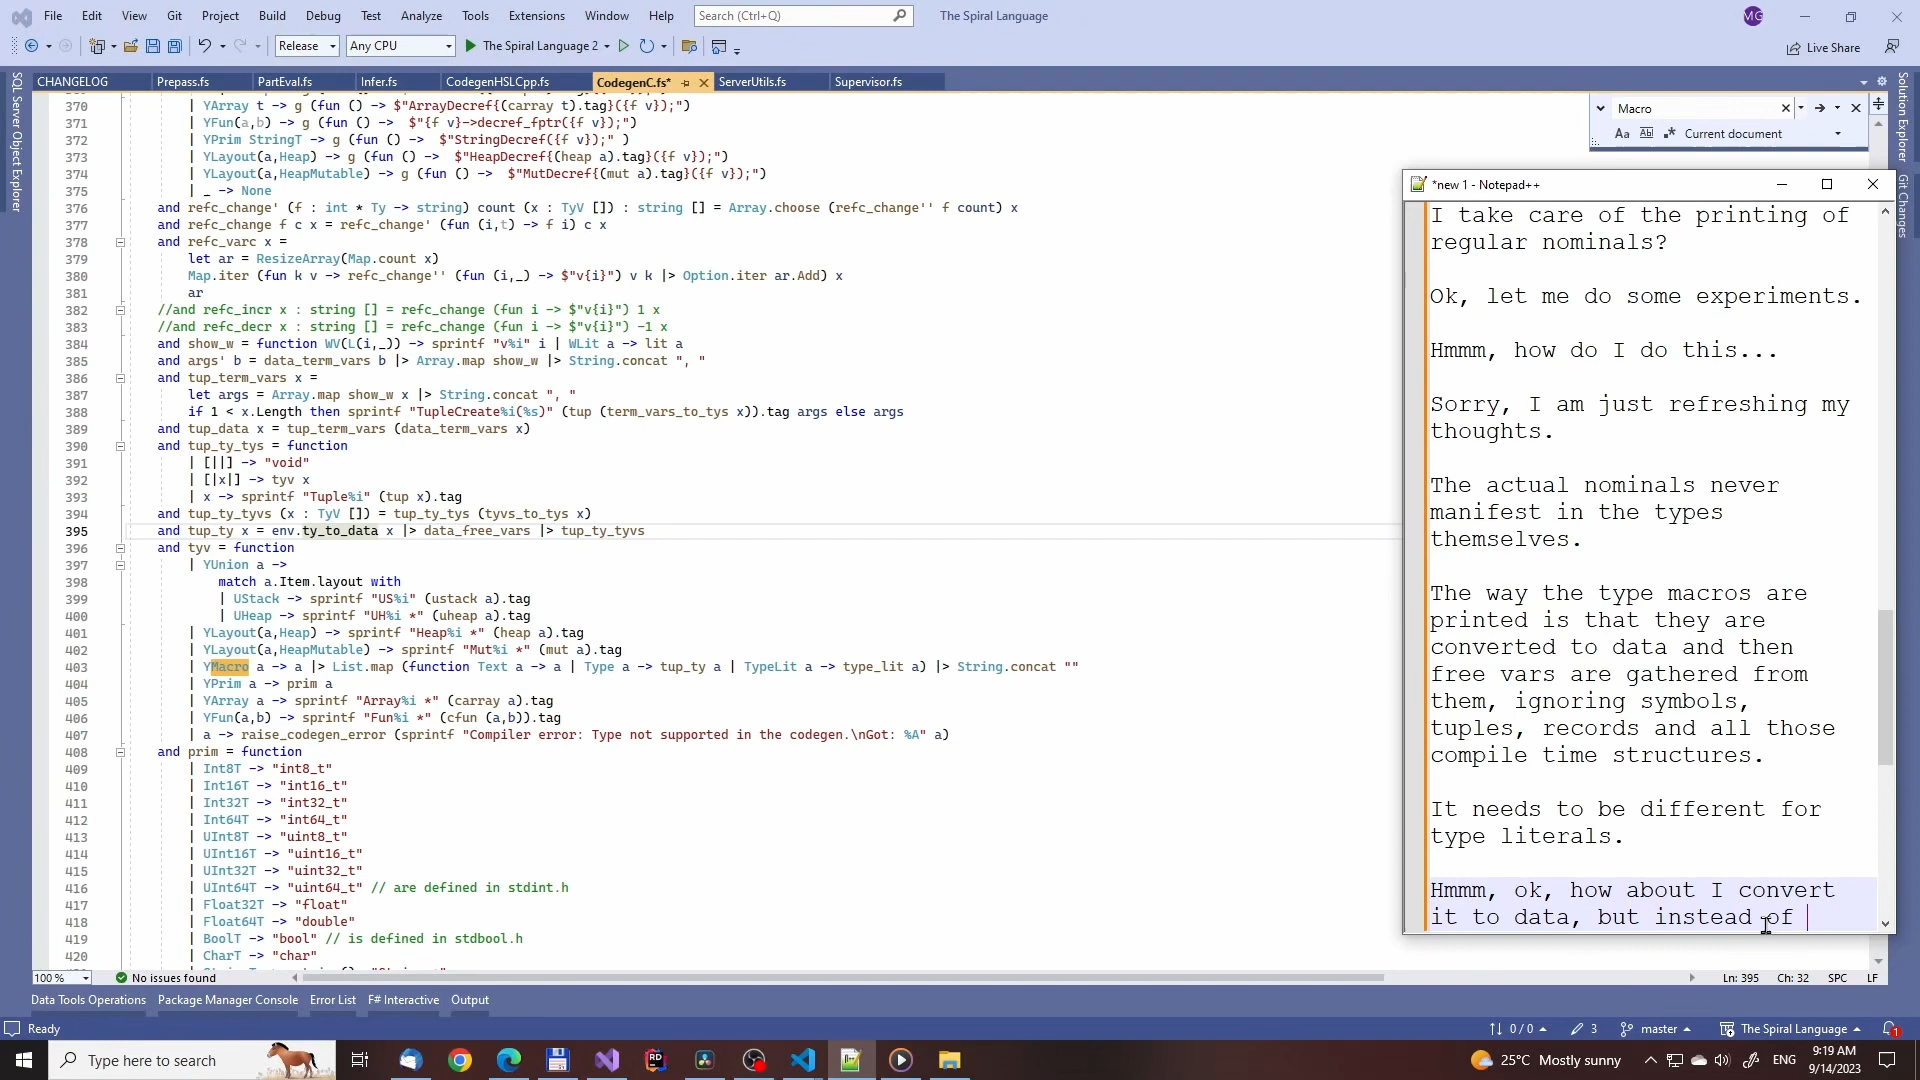 File Edit View Git Project Build Debug Test Analyze Tools Extensions Window Help Search (Ctrl+Q) The Spiral Language MG
Release Any CPU The Spiral Language 2 Live Share
CHANGELOG Prepass.fs PartEval.fs Infer.fs CodegenHSLCpp.fs CodegenC.fs* ServerUtils.fs Supervisor.fs
SQL Server Object Explorer
Solution Explorer
Git Changes
Macro
Aa Current document
370 | YArray t -> g (fun () -> $"ArrayDecref{(carray t).tag}({f v});")
371 | YFun(a,b) -> g (fun () ->  $"{f v}->decref_fptr({f v});")
372 | YPrim StringT -> g (fun () ->  $"StringDecref({f v});" )
373 | YLayout(a,Heap) -> g (fun () ->  $"HeapDecref{(heap a).tag}({f v});")
374 | YLayout(a,HeapMutable) -> g (fun () ->  $"MutDecref{(mut a).tag}({f v});")
375 | _ -> None
376 and refc_change' (f : int * Ty -> string) count (x : TyV []) : string [] = Array.choose (refc_change'' f count) x
377 and refc_change f c x = refc_change' (fun (i,t) -> f i) c x
378 and refc_varc x =
379 let ar = ResizeArray(Map.count x)
380 Map.iter (fun k v -> refc_change'' (fun (i,_) -> $"v{i}") v k |> Option.iter ar.Add) x
381 ar
382 //and refc_incr x : string [] = refc_change (fun i -> $"v{i}") 1 x
383 //and refc_decr x : string [] = refc_change (fun i -> $"v{i}") -1 x
384 and show_w = function WV(L(i,_)) -> sprintf "v%i" i | WLit a -> lit a
385 and args' b = data_term_vars b |> Array.map show_w |> String.concat ", "
386 and tup_term_vars x =
387 let args = Array.map show_w x |> String.concat ", "
388 if 1 < x.Length then sprintf "TupleCreate%i(%s)" (tup (term_vars_to_tys x)).tag args else args
389 and tup_data x = tup_term_vars (data_term_vars x)
390 and tup_ty_tys = function
391 | [||] -> "void"
392 | [|x|] -> tyv x
393 | x -> sprintf "Tuple%i" (tup x).tag
394 and tup_ty_tyvs (x : TyV []) = tup_ty_tys (tyvs_to_tys x)
395 and tup_ty x = env.ty_to_data x |> data_free_vars |> tup_ty_tyvs
396 and tyv = function
397 | YUnion a ->
398 match a.Item.layout with
399 | UStack -> sprintf "US%i" (ustack a).tag
400 | UHeap -> sprintf "UH%i *" (uheap a).tag
401 | YLayout(a,Heap) -> sprintf "Heap%i *" (heap a).tag
402 | YLayout(a,HeapMutable) -> sprintf "Mut%i *" (mut a).tag
403 | YMacro a -> a |> List.map (function Text a -> a | Type a -> tup_ty a | TypeLit a -> type_lit a) |> String.concat ""
404 | YPrim a -> prim a
405 | YArray a -> sprintf "Array%i *" (carray a).tag
406 | YFun(a,b) -> sprintf "Fun%i *" (cfun (a,b)).tag
407 | a -> raise_codegen_error (sprintf "Compiler error: Type not supported in the codegen.\nGot: %A" a)
408 and prim = function
409 | Int8T -> "int8_t"
410 | Int16T -> "int16_t"
411 | Int32T -> "int32_t"
412 | Int64T -> "int64_t"
413 | UInt8T -> "uint8_t"
414 | UInt16T -> "uint16_t"
415 | UInt32T -> "uint32_t"
416 | UInt64T -> "uint64_t" // are defined in stdint.h
417 | Float32T -> "float"
418 | Float64T -> "double"
419 | BoolT -> "bool" // is defined in stdbool.h
420 | CharT -> "char"
*new 1 - Notepad++
I take care of the printing of
regular nominals?
Ok, let me do some experiments.
Hmmm, how do I do this...
Sorry, I am just refreshing my
thoughts.
The actual nominals never
manifest in the types
themselves.
The way the type macros are
printed is that they are
converted to data and then
free vars are gathered from
them, ignoring symbols,
tuples, records and all those
compile time structures.
It needs to be different for
type literals.
Hmmm, ok, how about I convert
it to data, but instead of
100 % No issues found Ln: 395 Ch: 32 SPC LF
Data Tools Operations Package Manager Console Error List F# Interactive Output
Ready 0 / 0 3 master The Spiral Language 1
Type here to search 25°C Mostly sunny ENG 9:19 AM
9/14/2023